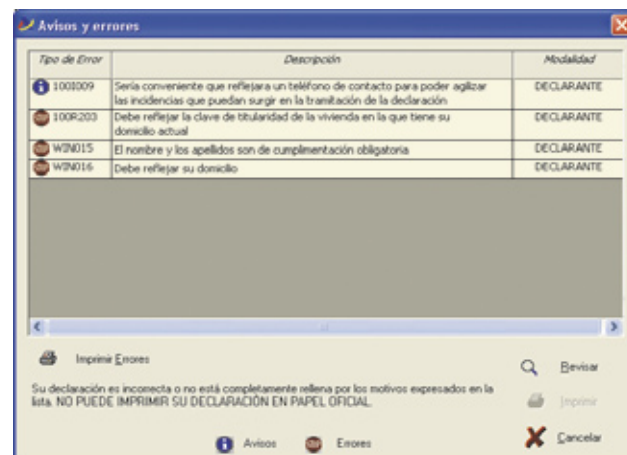 Avisos y errores
Tipo de Error Descripción Modalidad
100I009 Sería conveniente que reflejara un teléfono de contacto para poder agilizar DECLARANTE
las incidencias que puedan surgir en la tramitación de la declaración
100R203 Debe reflejar la clave de titularidad de la vivienda en la que tiene su DECLARANTE
domicilio actual
WIN015 El nombre y los apellidos son de cumplimentación obligatoria DECLARANTE
WIN016 Debe reflejar su domicilio DECLARANTE
Imprimir Errores
Revisar
Su declaración es incorrecta o no está completamente rellena por los motivos expresados en la
lista. NO PUEDE IMPRIMIR SU DECLARACIÓN EN PAPEL OFICIAL.
Imprimir
Avisos Errores Cancelar